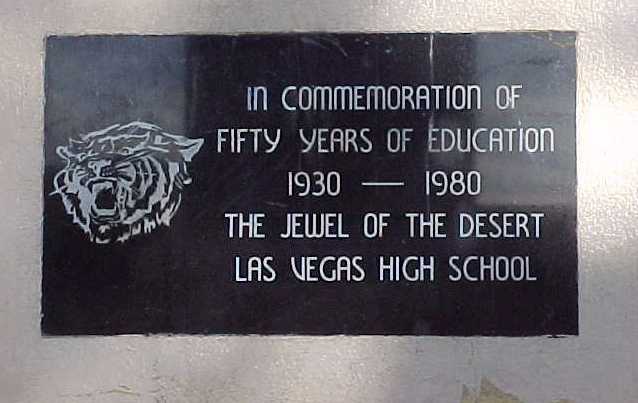 IN COMMEMORATION OF
FIFTY YEARS OF EDUCATION
1930 — 1980
THE JEWEL OF THE DESERT
LAS VEGAS HIGH SCHOOL